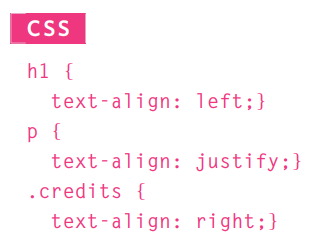 CSS
h1 {
  text-align: left;}
p {
  text-align: justify;}
.credits {
  text-align: right;}